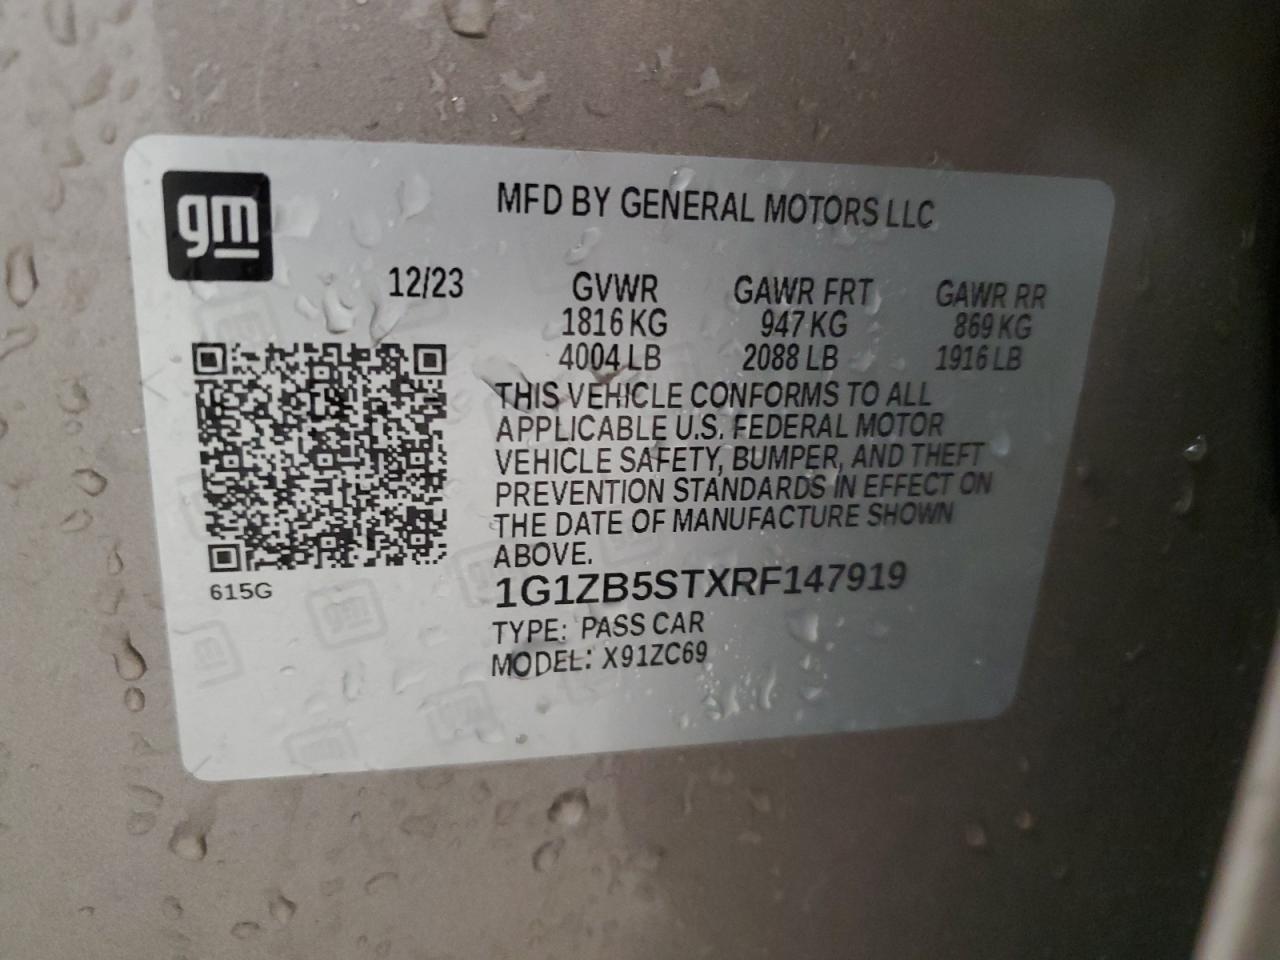 gm
MFD BY GENERAL MOTORS LLC
12/23 GVWR GAWR FRT GAWR RR
1816 KG 947 KG 869 KG
4004 LB 2088 LB 1916 LB
THIS VEHICLE CONFORMS TO ALL
APPLICABLE U.S. FEDERAL MOTOR
VEHICLE SAFETY, BUMPER, AND THEFT
PREVENTION STANDARDS IN EFFECT ON
THE DATE OF MANUFACTURE SHOWN
ABOVE.
615G
1G1ZB5STXRF147919
TYPE: PASS CAR
MODEL: X91ZC69